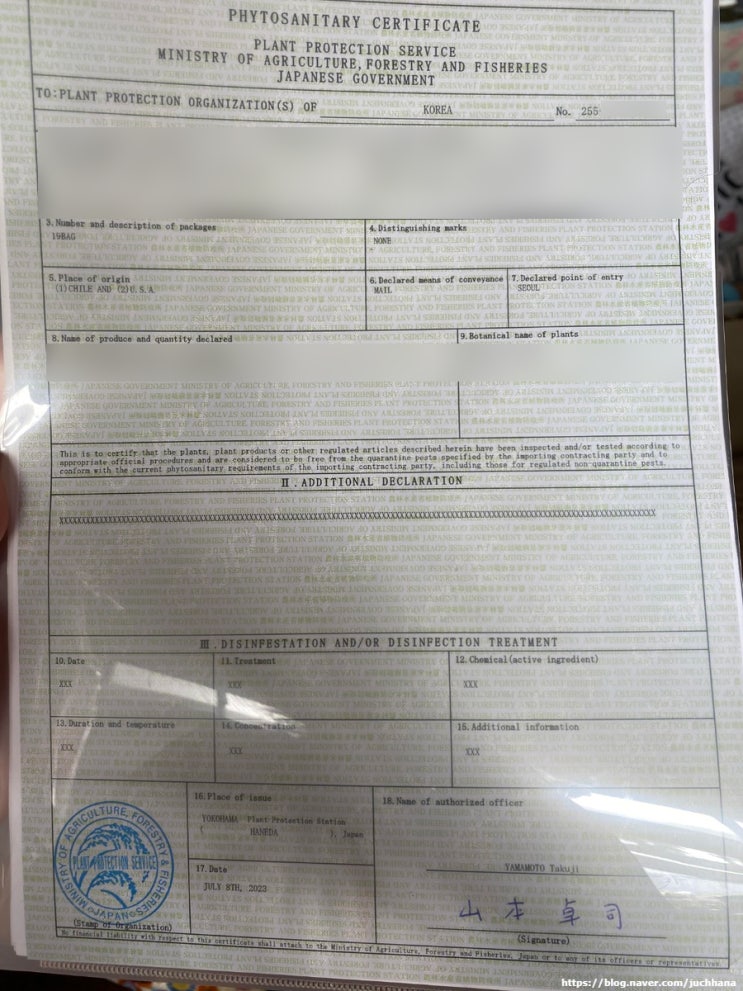 PHYTOSANITARY CERTIFICATE
PLANT PROTECTION SERVICE
MINISTRY OF AGRICULTURE, FORESTRY AND FISHERIES
JAPANESE GOVERNMENT
TO:PLANT PROTECTION ORGANIZATION(S) OF KOREA No. 255
3.Number and description of packages
19BAG
4.Distinguishing marks
NONE
5.Place of origin
(1)CHILE AND (2)U.S.A
6.Declared means of conveyance
MAIL
7.Declared point of entry
SEOUL
8.Name of produce and quantity declared
9.Botanical name of plants
This is to certify that the plants, plant products or other regulated articles described herein have been inspected and/or tested according to
appropriate official procedures and are considered to be free from the quarantine pests specified by the importing contracting party and to
conform with the current phytosanitary requirements of the importing contracting party, including those for regulated non-quarantine pests.
Ⅱ.ADDITIONAL DECLARATION
Ⅲ.DISINFESTATION AND/OR DISINFECTION TREATMENT
10.Date
XXX
11.Treatment
XXX
12.Chemical(active ingredient)
XXX
13.Duration and temperature
XXX
14.Concentration
XXX
15.Additional information
XXX
MINISTRY OF AGRICULTURE, FORESTRY & FISHERIES
PLANT PROTECTION SERVICE
JAPAN
(Stamp of Organization)
16.Place of issue
YOKOHAMA Plant Protection Station
( HANEDA ), Japan
17.Date
JULY 8TH, 2023
18.Name of authorized officer
YAMAMOTO Takuji
山本卓司
(Signature)
No financial liability with respect to this certificate shall attach to the Ministry of Agriculture, Forestry and Fisheries, Japan or to any of its officers or representatives.
https://blog.naver.com/juchhana